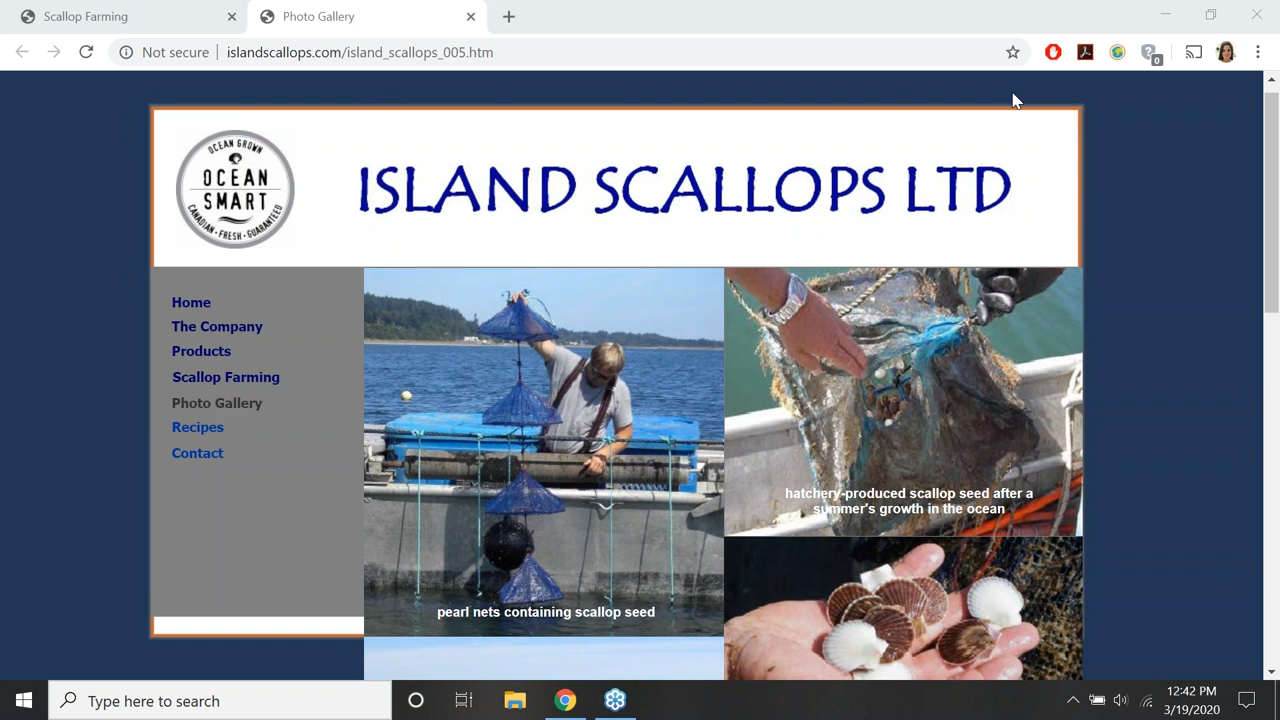 Scallop Farming
Photo Gallery
Not secure
islandscallops.com/island_scallops_005.htm
0
OCEAN GROWN
OCEAN
SMART
CANADIAN • FRESH • GUARANTEED
ISLAND SCALLOPS LTD
Home
The Company
Products
Scallop Farming
Photo Gallery
Recipes
Contact
hatchery-produced scallop seed after a
summer's growth in the ocean
pearl nets containing scallop seed
Type here to search
12:42 PM
3/19/2020